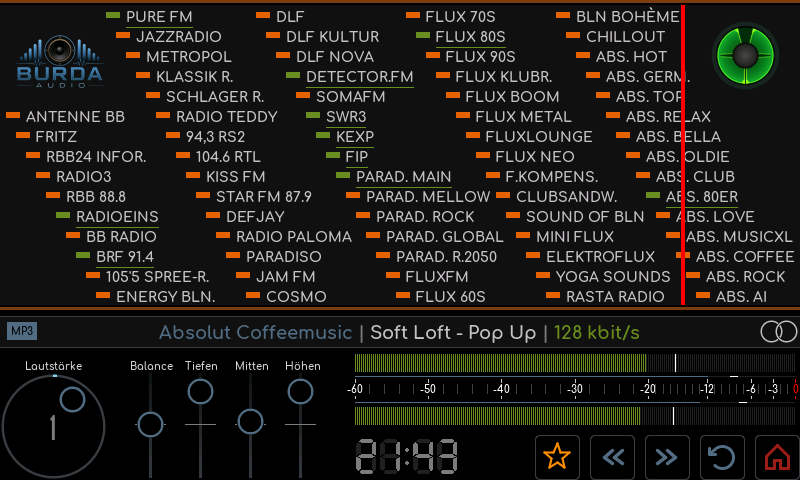 BURDA
AUDIO
ANTENNE BB
FRITZ
RBB24 INFOR.
RADIO3
RBB 88.8
RADIOEINS
BB RADIO
BRF 91.4
105'5 SPREE-R.
ENERGY BLN.
PURE FM
JAZZRADIO
METROPOL
KLASSIK R.
SCHLAGER R.
RADIO TEDDY
94,3 RS2
104.6 RTL
KISS FM
STAR FM 87.9
DEFJAY
RADIO PALOMA
PARADISO
JAM FM
COSMO
DLF
DLF KULTUR
DLF NOVA
DETECTOR.FM
SOMAFM
SWR3
KEXP
FIP
PARAD. MAIN
PARAD. MELLOW
PARAD. ROCK
PARAD. GLOBAL
PARAD. R.2050
FLUXFM
FLUX 60S
FLUX 70S
FLUX 80S
FLUX 90S
FLUX KLUBR.
FLUX BOOM
FLUX METAL
FLUXLOUNGE
FLUX NEO
F.KOMPENS.
CLUBSANDW.
SOUND OF BLN
MINI FLUX
ELEKTROFLUX
YOGA SOUNDS
RASTA RADIO
BLN BOHÈME
CHILLOUT
ABS. HOT
ABS. GERM.
ABS. TOP
ABS. RELAX
ABS. BELLA
ABS. OLDIE
ABS. CLUB
ABS. 80ER
ABS. LOVE
ABS. MUSICXL
ABS. COFFEE
ABS. ROCK
ABS. AI
MP3
Absolut Coffeemusic | Soft Loft - Pop Up | 128 kbit/s
Lautstärke
1
Balance Tiefen Mitten Höhen
-60 -50 -40 -30 -20 -12 -6 -3 0
21:43